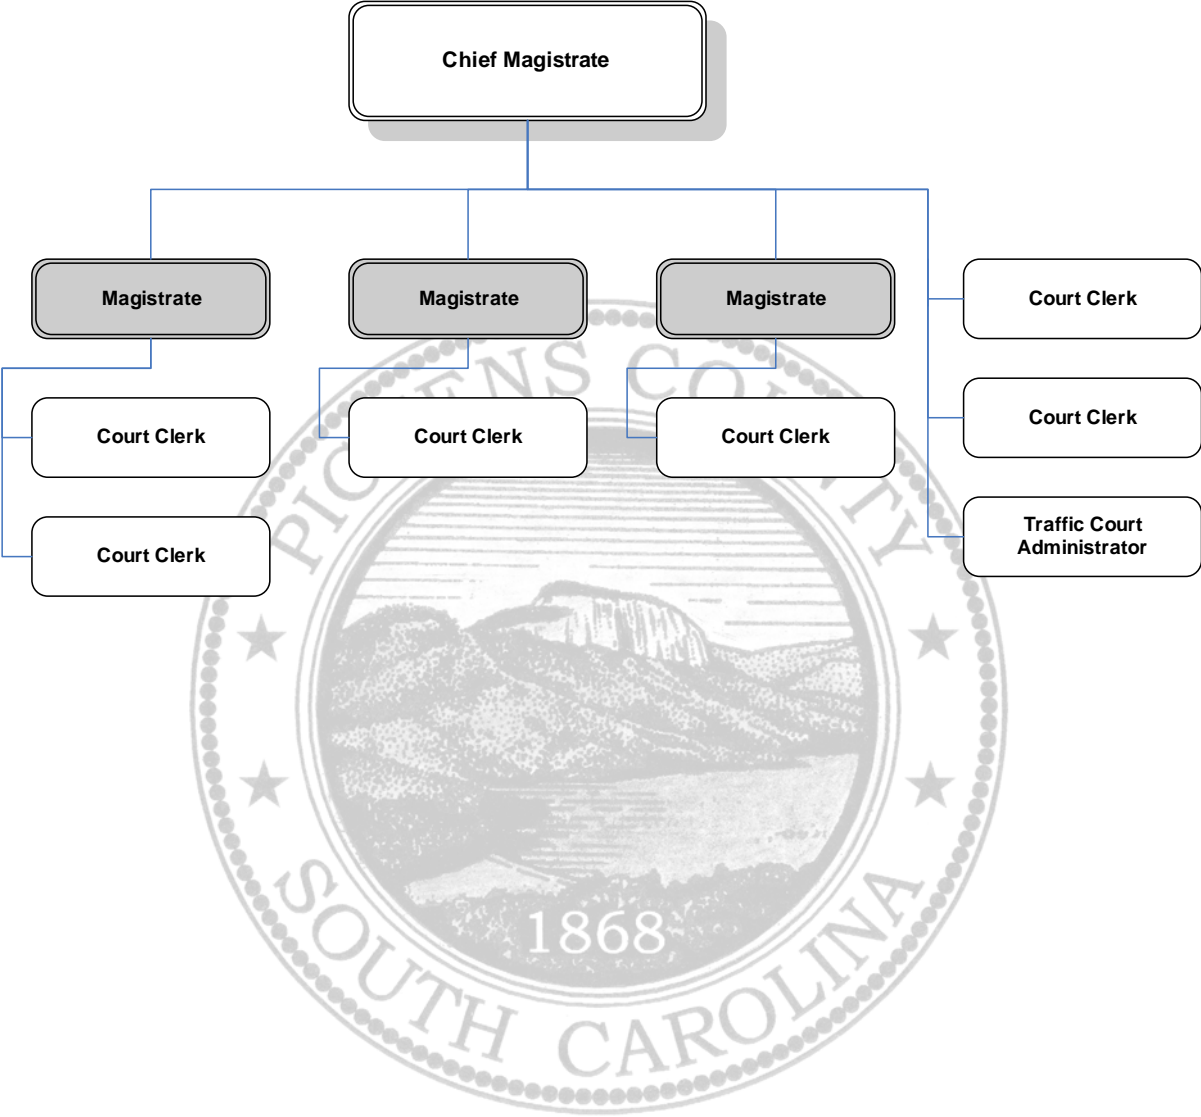 Chief Magistrate
Magistrate
Magistrate
Magistrate
Court Clerk
Court Clerk
Court Clerk
Court Clerk
Court Clerk
Court Clerk
Traffic Court
Administrator
PICKENS COUNTY
1868
SOUTH CAROLINA